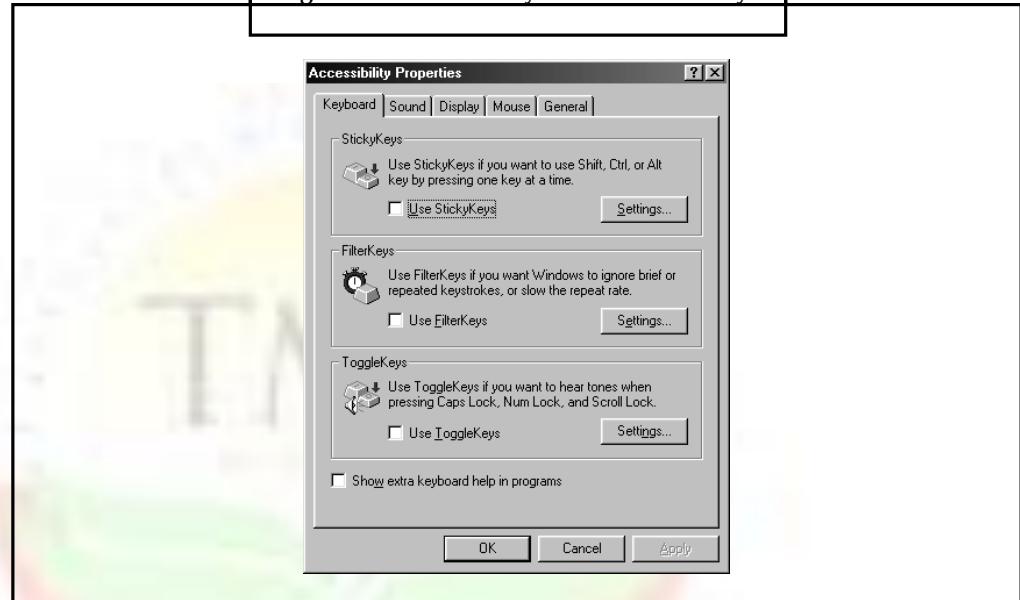 Accessibility Properties
Keyboard Sound Display Mouse General
StickyKeys
Use StickyKeys if you want to use Shift, Ctrl, or Alt
key by pressing one key at a time.
Use StickyKeys
Settings...
FilterKeys
Use FilterKeys if you want Windows to ignore brief or
repeated keystrokes, or slow the repeat rate.
Use FilterKeys
Settings...
ToggleKeys
Use ToggleKeys if you want to hear tones when
pressing Caps Lock, Num Lock, and Scroll Lock.
Use ToggleKeys
Settings...
Show extra keyboard help in programs
OK Cancel Apply